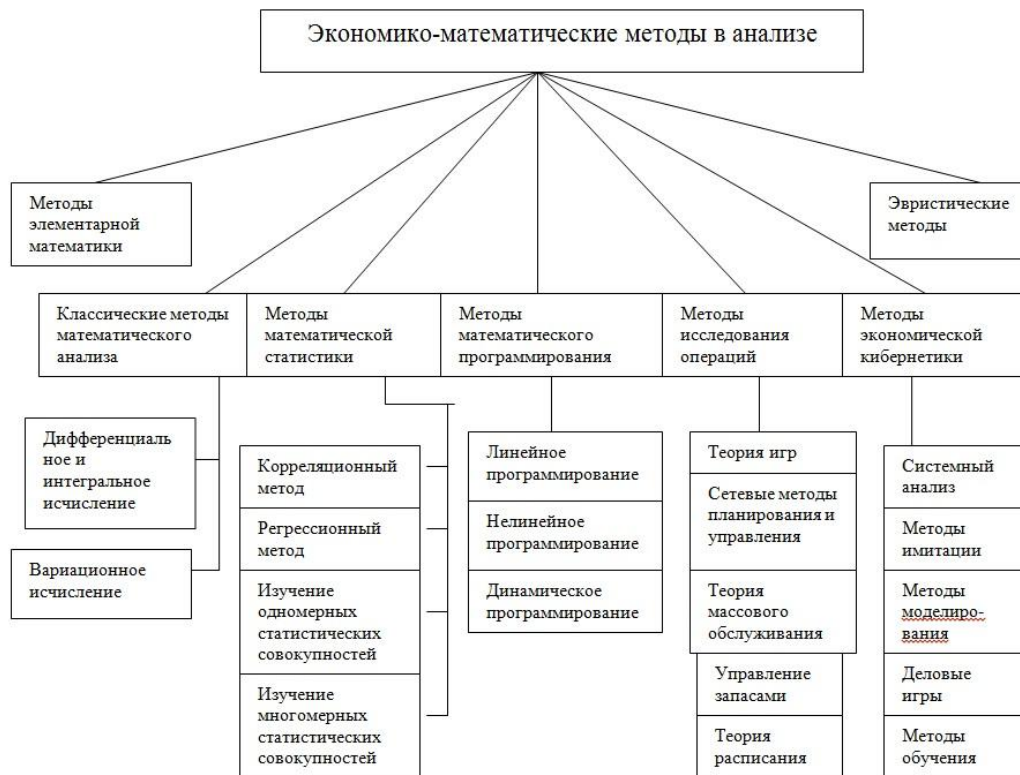 Экономико-математические методы в анализе
Методы
элементарной
математики
Эвристические
методы
Классические методы
математического
анализа
Методы
математической
статистики
Методы
математического
программирования
Методы
исследования
операций
Методы
экономической
кибернетики
Дифференциаль
ное и
интегральное
исчисление
Вариационное
исчисление
Корреляционный
метод
Регрессионный
метод
Изучение
одномерных
статистических
совокупностей
Изучение
многомерных
статистических
совокупностей
Линейное
программирование
Нелинейное
программирование
Динамическое
программирование
Теория игр
Сетевые методы
планирования и
управления
Теория
массового
обслуживания
Управление
запасами
Теория
расписания
Системный
анализ
Методы
имитации
Методы
моделиро-
вания
Деловые
игры
Методы
обучения